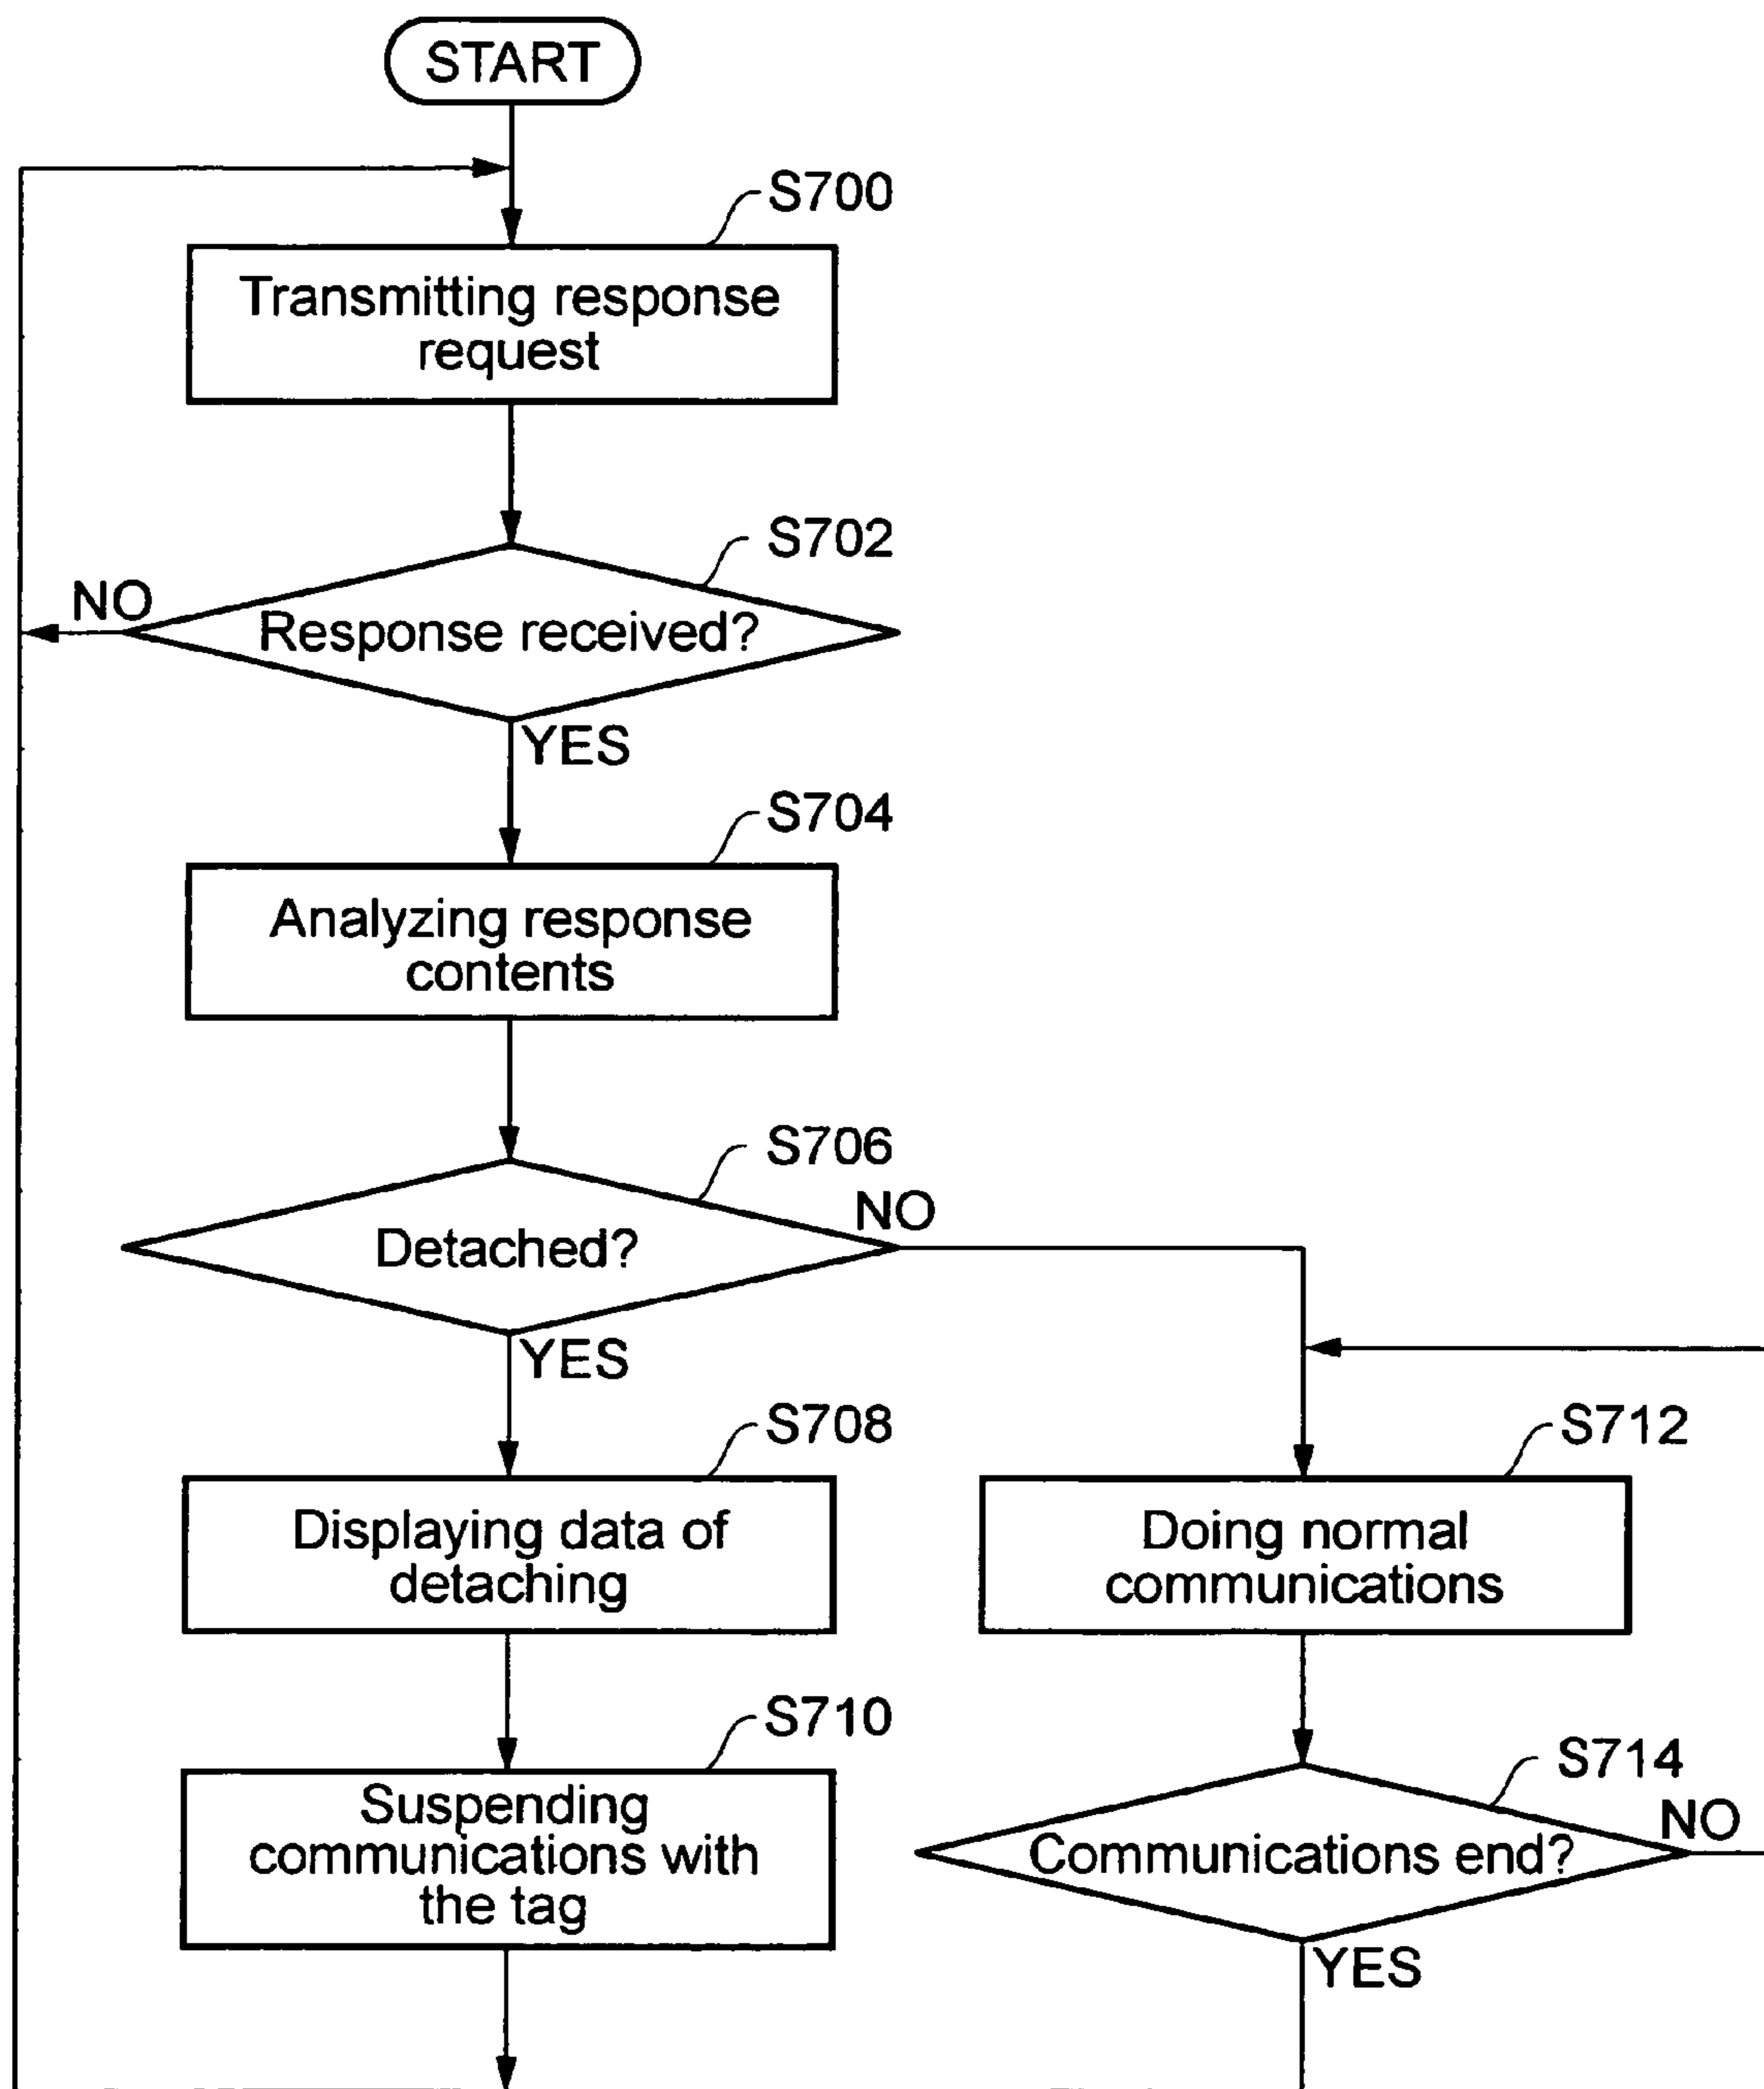 START
S700
Transmitting response
request
S702
NO
Response received?
YES
S704
Analyzing response
contents
S706
NO
Detached?
YES
S708
Displaying data of
detaching
S712
Doing normal
communications
S710
Suspending
communications with
the tag
S714
NO
Communications end?
YES